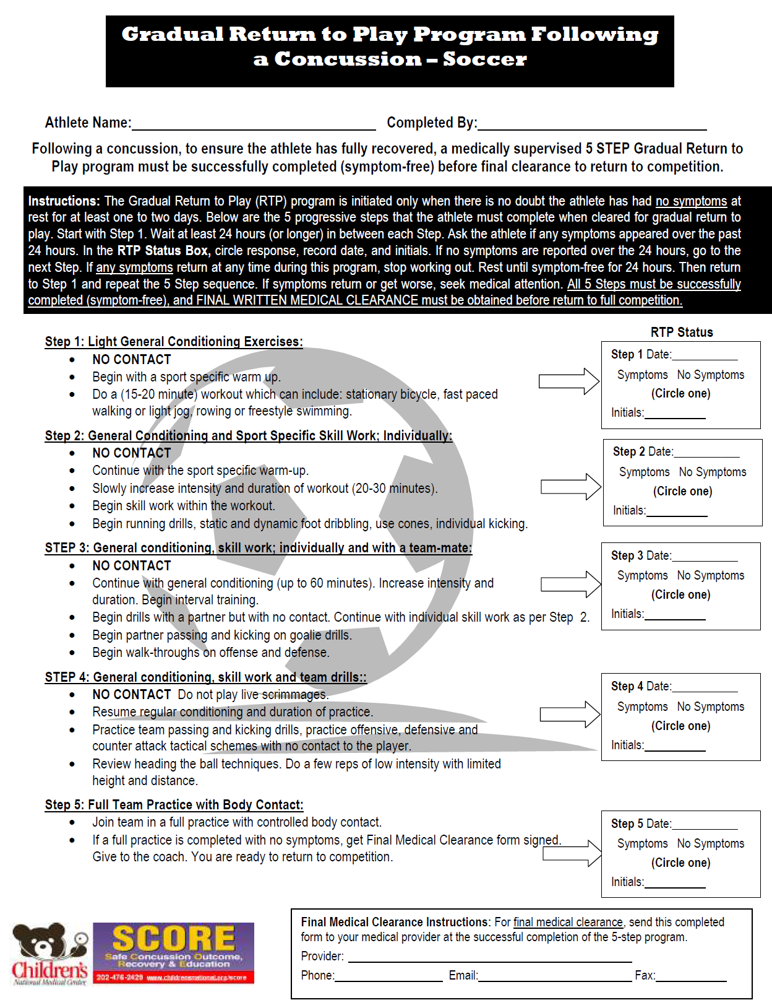 Gradual Return to Play Program Following
a Concussion – Soccer
Athlete Name:____________________ Completed By:____________________
Following a concussion, to ensure the athlete has fully recovered, a medically supervised 5 STEP Gradual Return to
Play program must be successfully completed (symptom-free) before final clearance to return to competition.
Instructions: The Gradual Return to Play (RTP) program is initiated only when there is no doubt the athlete has had no symptoms at
rest for at least one to two days. Below are the 5 progressive steps that the athlete must complete when cleared for gradual return to
play. Start with Step 1. Wait at least 24 hours (or longer) in between each Step. Ask the athlete if any symptoms appeared over the past
24 hours. In the RTP Status Box, circle response, record date, and initials. If no symptoms are reported over the 24 hours, go to the
next Step. If any symptoms return at any time during this program, stop working out. Rest until symptom-free for 24 hours. Then return
to Step 1 and repeat the 5 Step sequence. If symptoms return or get worse, seek medical attention. All 5 Steps must be successfully
completed (symptom-free), and FINAL WRITTEN MEDICAL CLEARANCE must be obtained before return to full competition.
RTP Status
Step 1: Light General Conditioning Exercises:
• NO CONTACT
• Begin with a sport specific warm up.
• Do a (15-20 minute) workout which can include: stationary bicycle, fast paced
walking or light jog, rowing or freestyle swimming.
Step 1 Date:___________
Symptoms No Symptoms
(Circle one)
Initials:_________
Step 2: General Conditioning and Sport Specific Skill Work; Individually:
• NO CONTACT
• Continue with the sport specific warm-up.
• Slowly increase intensity and duration of workout (20-30 minutes).
• Begin skill work within the workout.
• Begin running drills, static and dynamic foot dribbling, use cones, individual kicking.
Step 2 Date:___________
Symptoms No Symptoms
(Circle one)
Initials:_________
STEP 3: General conditioning, skill work; individually and with a team-mate:
• NO CONTACT
• Continue with general conditioning (up to 60 minutes). Increase intensity and
duration. Begin interval training.
• Begin drills with a partner but with no contact. Continue with individual skill work as per Step 2.
• Begin partner passing and kicking on goalie drills.
• Begin walk-throughs on offense and defense.
Step 3 Date:___________
Symptoms No Symptoms
(Circle one)
Initials:_________
STEP 4: General conditioning, skill work and team drills::
• NO CONTACT Do not play live scrimmages.
• Resume regular conditioning and duration of practice.
• Practice team passing and kicking drills, practice offensive, defensive and
counter attack tactical schemes with no contact to the player.
• Review heading the ball techniques. Do a few reps of low intensity with limited
height and distance.
Step 4 Date:___________
Symptoms No Symptoms
(Circle one)
Initials:_________
Step 5: Full Team Practice with Body Contact:
• Join team in a full practice with controlled body contact.
• If a full practice is completed with no symptoms, get Final Medical Clearance form signed.
Give to the coach. You are ready to return to competition.
Step 5 Date:___________
Symptoms No Symptoms
(Circle one)
Initials:_________
Children's
National Medical Center
SCORE
Safe Concussion Outcome,
Recovery & Education
202-476-2429 www.childrensnational.org/score
Final Medical Clearance Instructions: For final medical clearance, send this completed
form to your medical provider at the successful completion of the 5-step program.
Provider: ____________________
Phone:____________ Email:____________ Fax:____________